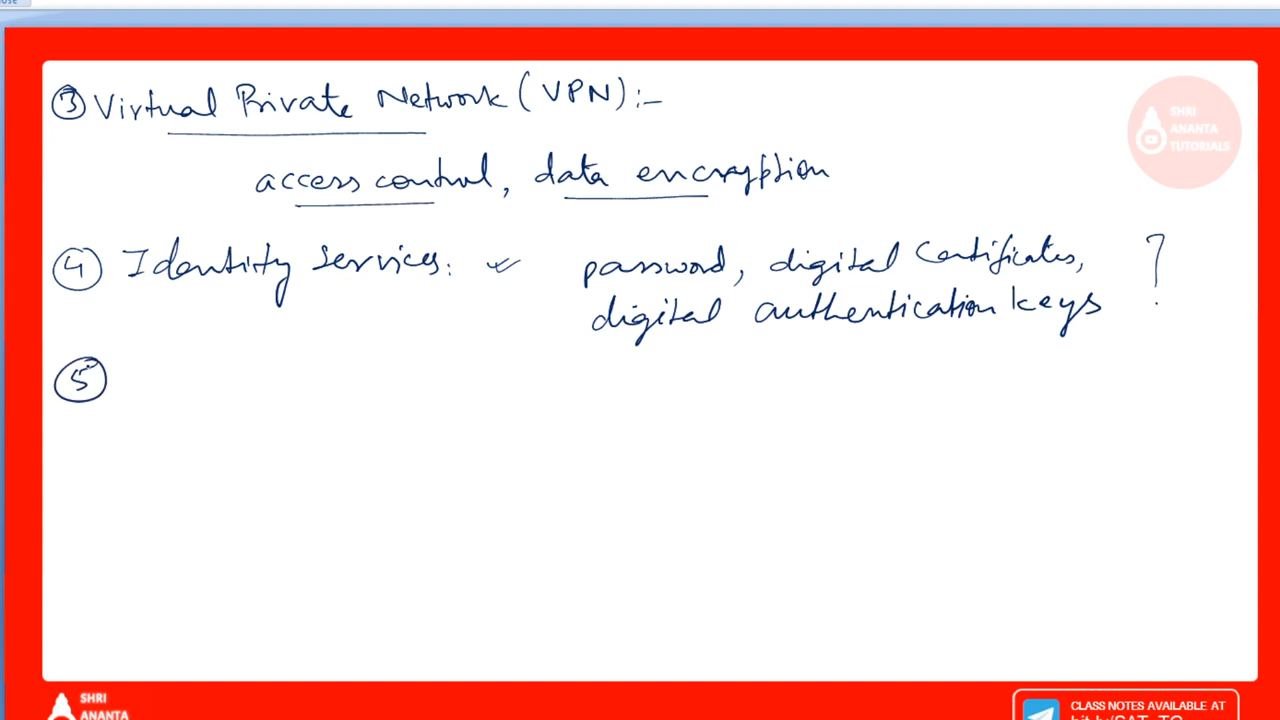 ③ Virtual Private Network (VPN):-
SHRI
ANANTA
TUTORIALS
access control, data encryption
④ Identity Services: password, digital Certificates, ?
digital authentication keys
⑤
SHRI
ANANTA
CLASS NOTES AVAILABLE AT